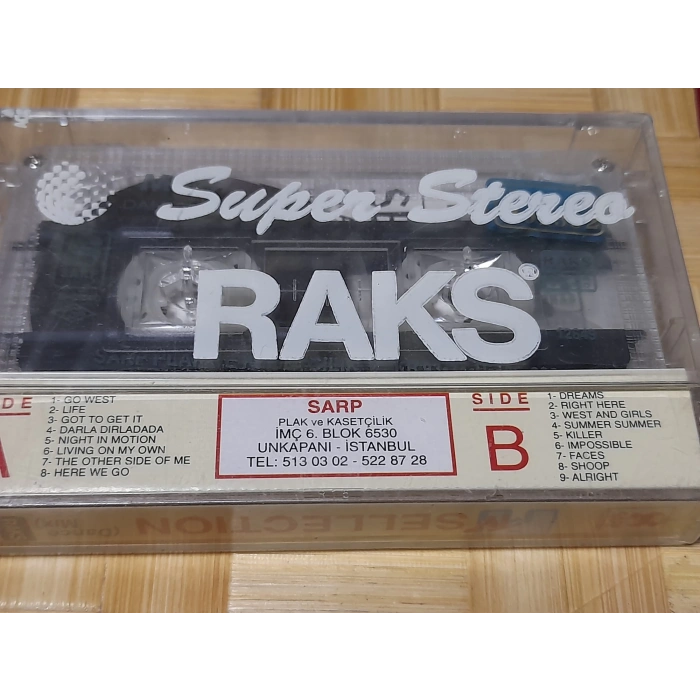 Super Stereo
RAKS®
SIDE
A
1- GO WEST
2- LIFE
3- GOT TO GET IT
4- DARLA DIRLADADA
5- NIGHT IN MOTION
6- LIVING ON MY OWN
7- THE OTHER SIDE OF ME
8- HERE WE GO
SARP
PLAK ve KASETÇİLİK
İMÇ 6. BLOK 6530
UNKAPANI - İSTANBUL
TEL: 513 03 02 - 522 87 28
SIDE
B
1- DREAMS
2- RIGHT HERE
3- WEST AND GIRLS
4- SUMMER SUMMER
5- KILLER
6- IMPOSSIBLE
7- FACES
8- SHOOP
9- ALRIGHT
SELLECTION
(Dance
Mix)